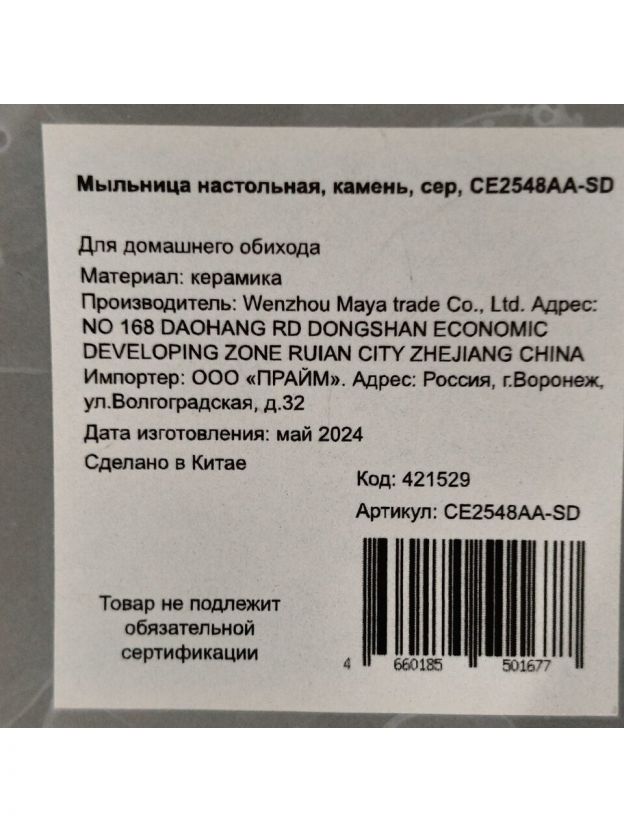 Мыльница настольная, камень, сер, CE2548AA-SD
Для домашнего обихода
Материал: керамика
Производитель: Wenzhou Maya trade Co., Ltd. Адрес:
NO 168 DAOHANG RD DONGSHAN ECONOMIC
DEVELOPING ZONE RUIAN CITY ZHEJIANG CHINA
Импортер: ООО «ПРАЙМ». Адрес: Россия, г.Воронеж,
ул.Волгоградская, д.32
Дата изготовления: май 2024
Сделано в Китае
Код: 421529
Артикул: CE2548AA-SD
Товар не подлежит
обязательной
сертификации
4 660185 501677